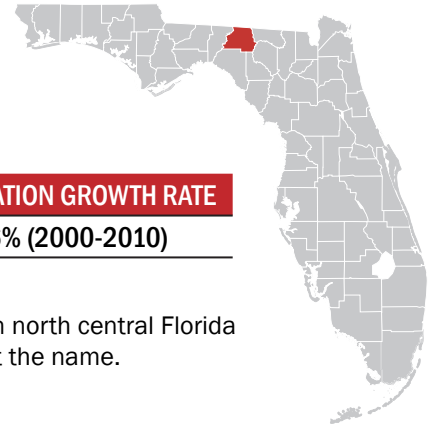 ATION GROWTH RATE
% (2000-2010)
n north central Florida
t the name.